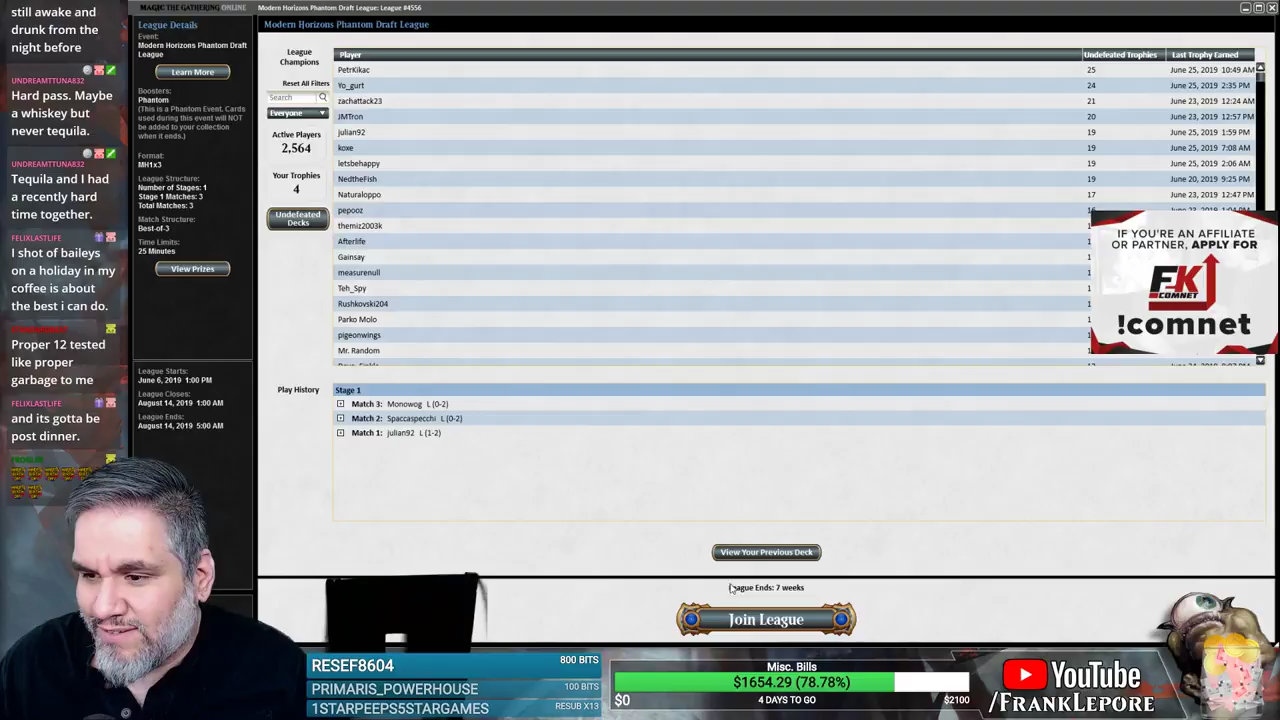 still awake and
drunk from the
night before
UNDREAMTTUNA832
Hard pass. Maybe
a whiskey but
never tequila.
UNDREAMTTUNA832
Tequila and I had
a recently hard
time together.
FELIXLASTLIFE
I shot of baileys
on a holiday in my
coffee is about
the best i can do.
Proper 12 tested
like proper
garbage to me
FELIXLASTLIFE
and its gotta be
post dinner.
MAGIC THE GATHERING ONLINE
Modern Horizons Phantom Draft League: League #4556
League Details
Event:
Modern Horizons Phantom Draft
League
Learn More
Boosters:
Phantom
(This is a Phantom Event. Cards
used during this event will NOT
be added to your collection
when it ends.)
Format:
MH1x3
League Structure:
Number of Stages: 1
Stage 1 Matches: 3
Total Matches: 3
Match Structure:
Best-of-3
Time Limits:
25 Minutes
View Prizes
League Starts:
June 6, 2019 1:00 PM
League Closes:
August 14, 2019 1:00 AM
League Ends:
August 14, 2019 5:00 AM
Modern Horizons Phantom Draft League
League
Champions
Reset All Filters
Search
Everyone
Active Players
2,564
Your Trophies
4
Undefeated
Decks
Player Undefeated Trophies Last Trophy Earned
PetrKikac 25 June 25, 2019 10:49 AM
Yo_gurt 24 June 25, 2019 2:35 PM
zachattack23 21 June 23, 2019 12:24 AM
JMTron 20 June 23, 2019 12:57 PM
julian92 19 June 25, 2019 1:59 PM
koxe 19 June 25, 2019 7:08 AM
letsbehappy 19 June 25, 2019 2:06 AM
NedtheFish 19 June 20, 2019 9:25 PM
Naturaloppo 17 June 23, 2019 12:47 PM
pepooz
themiz2003k
Afterlife
Gainsay
measurenull
Teh_Spy
Rushkovski204
Parko Molo
pigeonwings
Mr. Random
IF YOU'RE AN AFFILIATE
OR PARTNER, APPLY FOR
FK
COMNET
!comnet
Play History
Stage 1
Match 3: Monowog L (0-2)
Match 2: Spaccaspecchi L (0-2)
Match 1: julian92 L (1-2)
View Your Previous Deck
League Ends: 7 weeks
Join League
RESEF8604 800 BITS
PRIMARIS_POWERHOUSE 100 BITS
1STARPEEPS5STARGAMES RESUB X13
Misc. Bills
$1654.29 (78.78%)
$0 4 DAYS TO GO $2100
YouTube
/FRANKLEPORE